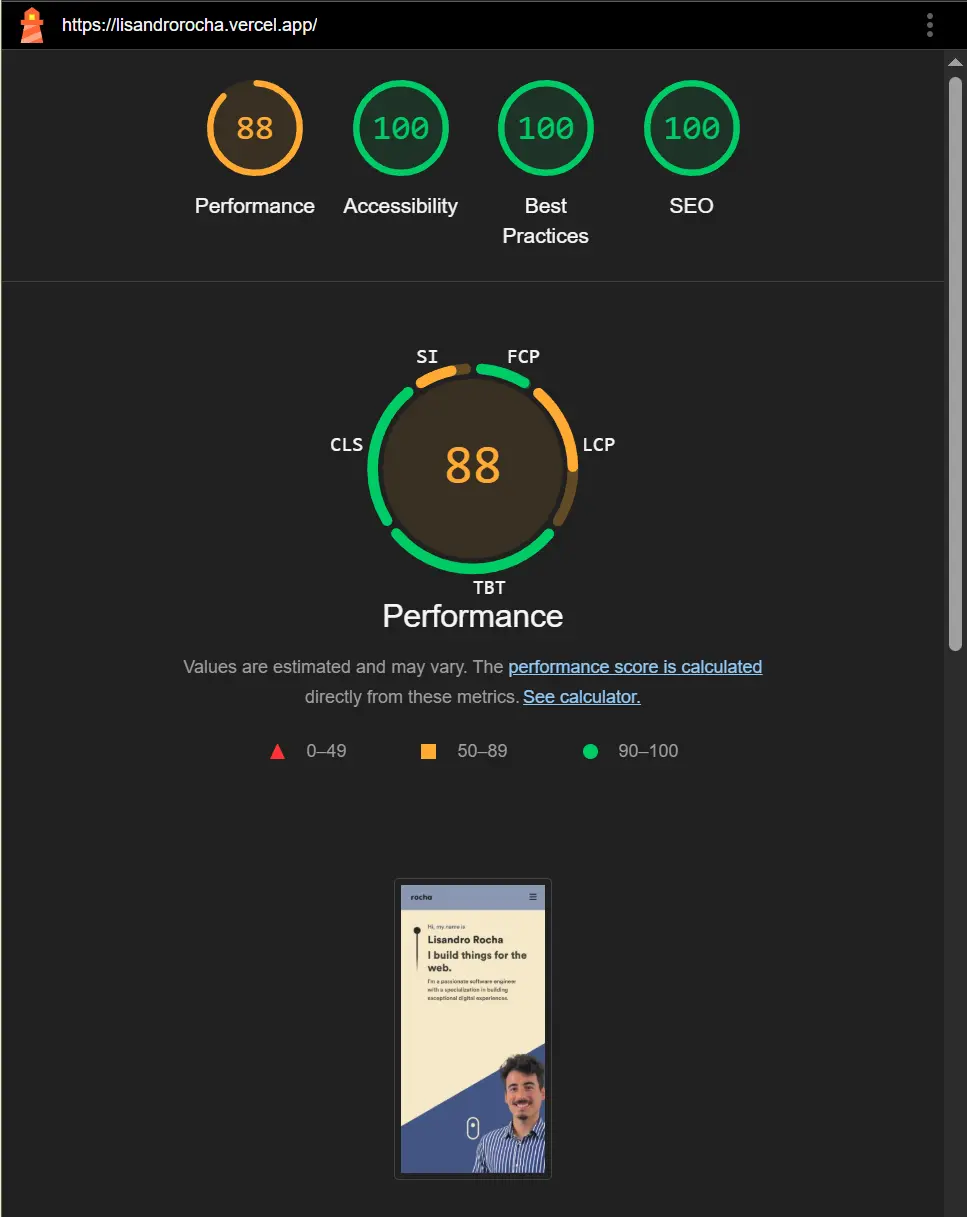 https://lisandrorocha.vercel.app/
88
100
100
100
Performance
Accessibility
Best
Practices
SEO
SI
FCP
CLS
LCP
88
TBT
Performance
Values are estimated and may vary. The performance score is calculated
directly from these metrics. See calculator.
0–49
50–89
90–100
rocha
Hi, my name is
Lisandro Rocha
I build things for the
web.
I'm a passionate software engineer
with a specialization in building
exceptional digital experiences.